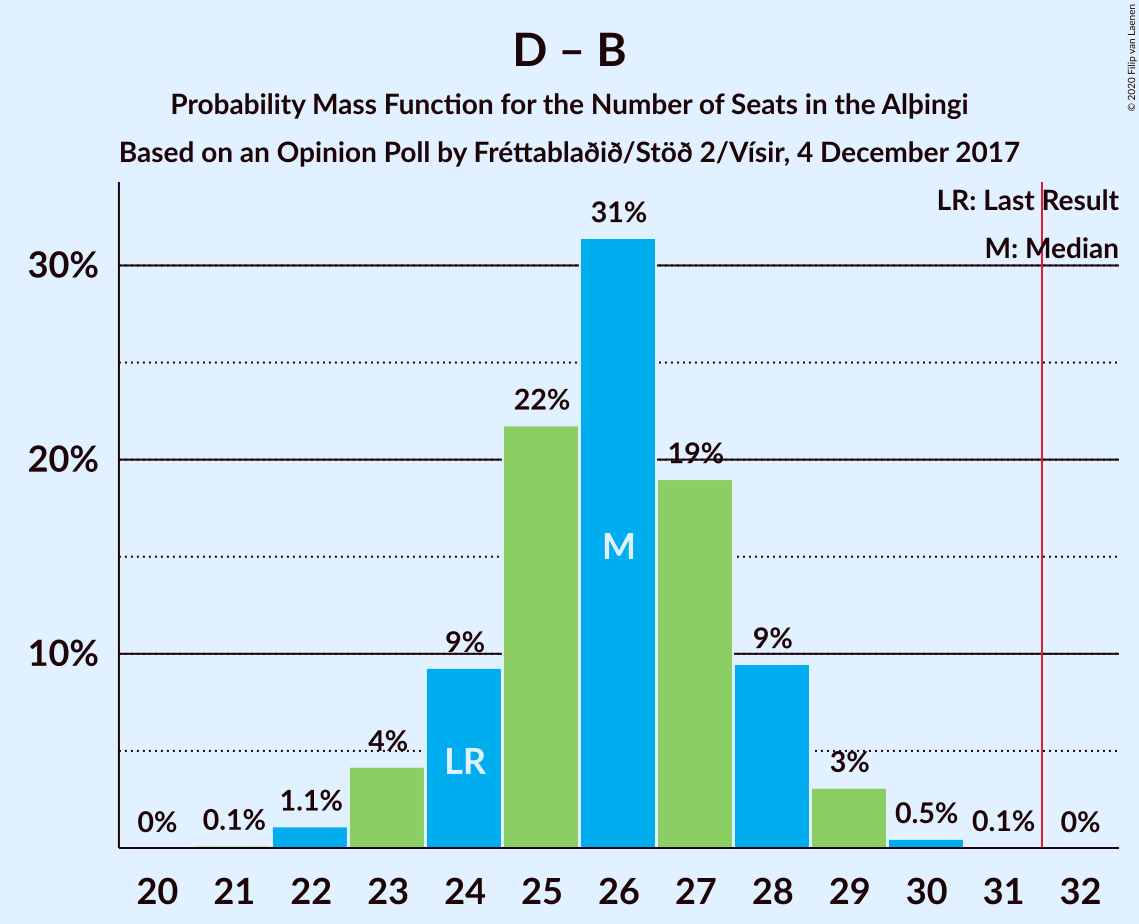 D – B
Probability Mass Function for the Number of Seats in the Alþingi
Based on an Opinion Poll by Fréttablaðið/Stöð 2/Vísir, 4 December 2017
© 2020 Filip van Laenen
LR: Last Result
M: Median
30%
20%
10%
0%
0.1%
1.1%
4%
9%
22%
31%
19%
9%
3%
0.5%
0.1%
0%
LR
M
20 21 22 23 24 25 26 27 28 29 30 31 32